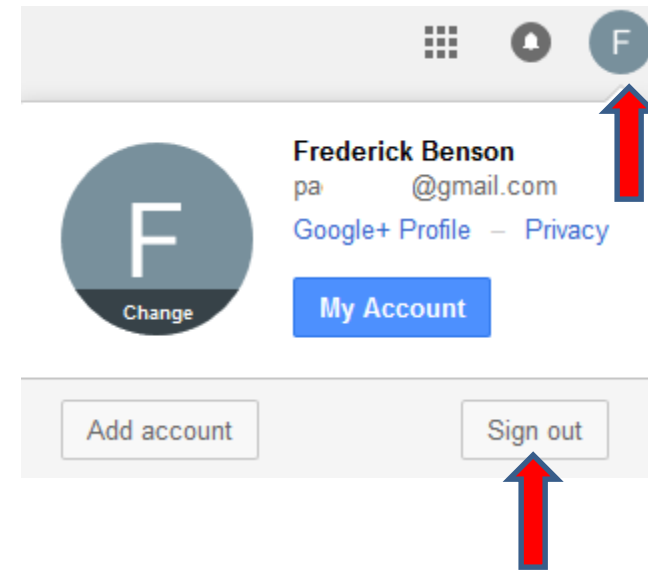 F
Frederick Benson
pa @gmail.com
F
Google+ Profile – Privacy
Change
My Account
Add account Sign out